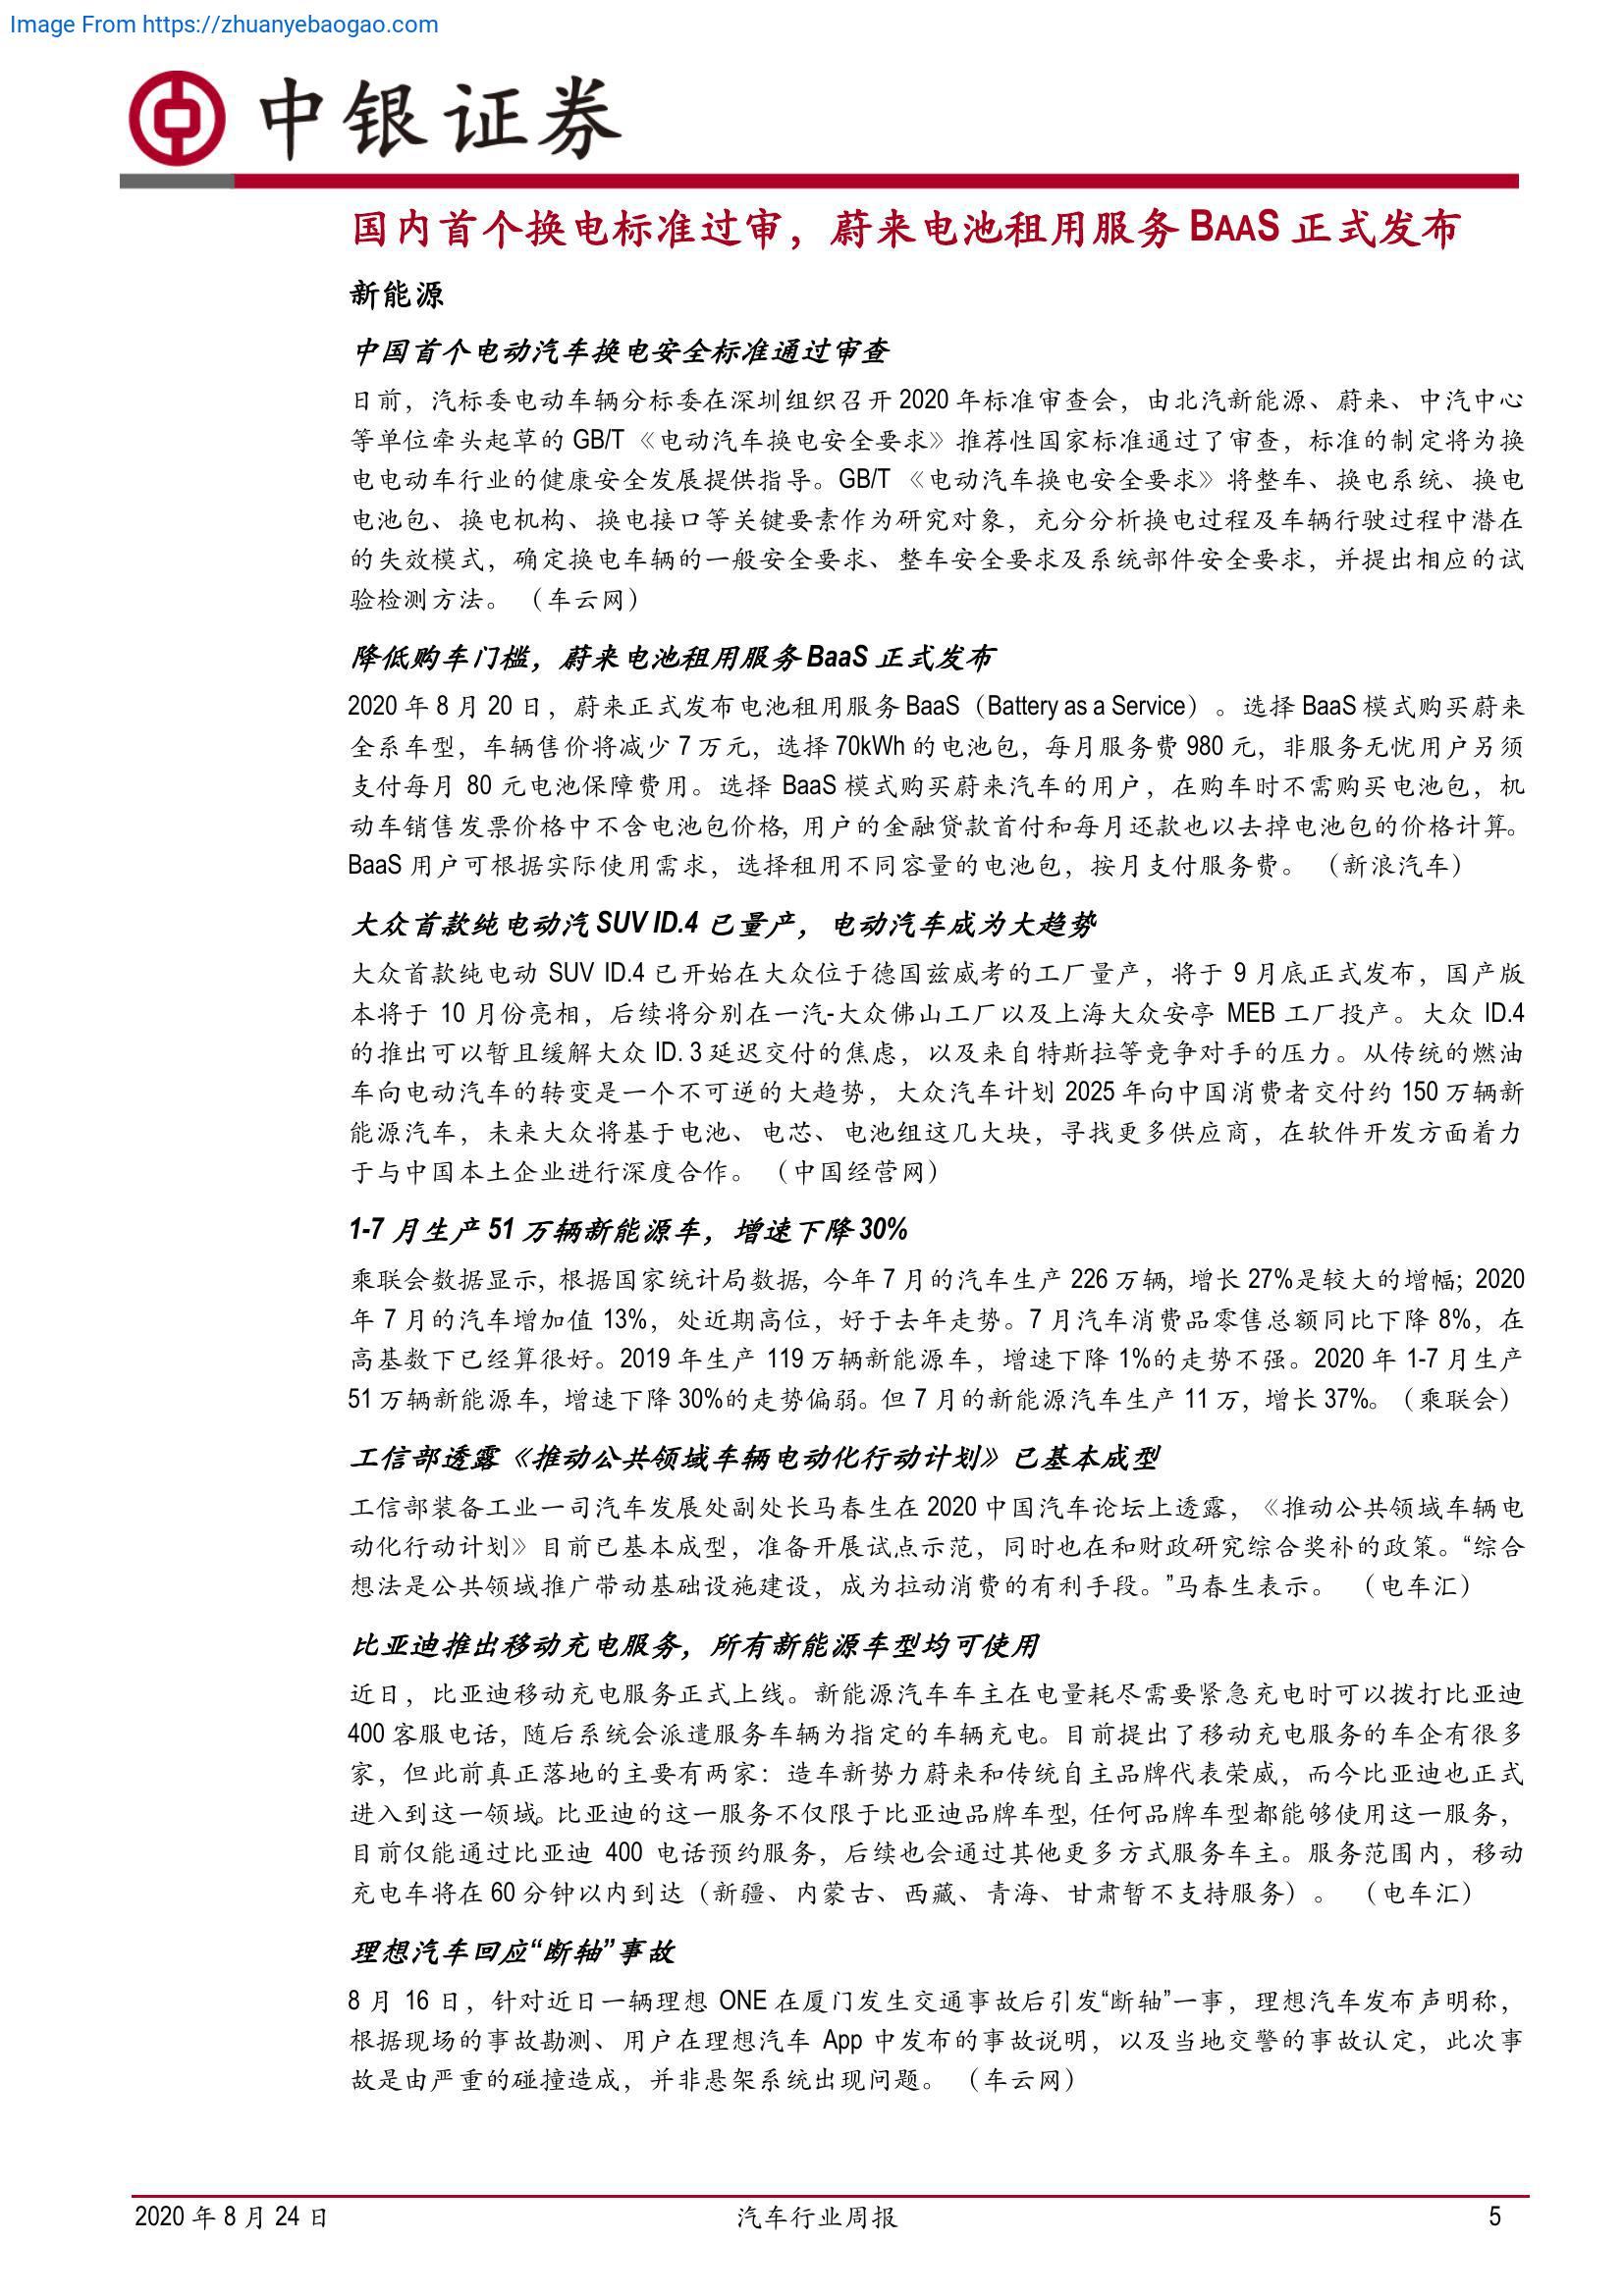 Image From https://zhuanyebaogao.com
中银证券
国内首个换电标准过审，蔚来电池租用服务 BAAS 正式发布
新能源
中国首个电动汽车换电安全标准通过审查
日前，汽标委电动车辆分标委在深圳组织召开 2020 年标准审查会，由北汽新能源、蔚来、中汽中心
等单位牵头起草的 GB/T《电动汽车换电安全要求》推荐性国家标准通过了审查，标准的制定将为换
电电动车行业的健康安全发展提供指导。GB/T 《电动汽车换电安全要求》将整车、换电系统、换电
电池包、换电机构、换电接口等关键要素作为研究对象，充分分析换电过程及车辆行驶过程中潜在
的失效模式，确定换电车辆的一般安全要求、整车安全要求及系统部件安全要求，并提出相应的试
验检测方法。（车云网）
降低购车门槛，蔚来电池租用服务 BaaS 正式发布
2020 年 8 月 20 日，蔚来正式发布电池租用服务 BaaS（Battery as a Service）。选择 BaaS 模式购买蔚来
全系车型，车辆售价将减少 7 万元，选择 70kWh 的电池包，每月服务费 980 元，非服务无忧用户另须
支付每月 80 元电池保障费用。选择 BaaS 模式购买蔚来汽车的用户，在购车时不需购买电池包，机
动车销售发票价格中不含电池包价格，用户的金融贷款首付和每月还款也以去掉电池包的价格计算。
BaaS 用户可根据实际使用需求，选择租用不同容量的电池包，按月支付服务费。（新浪汽车）
大众首款纯电动汽 SUV ID.4 已量产，电动汽车成为大趋势
大众首款纯电动 SUV ID.4 已开始在大众位于德国兹威考的工厂量产，将于 9 月底正式发布，国产版
本将于 10 月份亮相，后续将分别在一汽-大众佛山工厂以及上海大众安亭 MEB 工厂投产。大众 ID.4
的推出可以暂且缓解大众 ID. 3 延迟交付的焦虑，以及来自特斯拉等竞争对手的压力。从传统的燃油
车向电动汽车的转变是一个不可逆的大趋势，大众汽车计划 2025 年向中国消费者交付约 150 万辆新
能源汽车，未来大众将基于电池、电芯、电池组这几大块，寻找更多供应商，在软件开发方面着力
于与中国本土企业进行深度合作。（中国经营网）
1-7 月生产 51 万辆新能源车，增速下降 30%
乘联会数据显示，根据国家统计局数据，今年 7 月的汽车生产 226 万辆，增长 27%是较大的增幅；2020
年 7 月的汽车增加值 13%，处近期高位，好于去年走势。7 月汽车消费品零售总额同比下降 8%，在
高基数下已经算很好。2019 年生产 119 万辆新能源车，增速下降 1%的走势不强。2020 年 1-7 月生产
51 万辆新能源车，增速下降 30%的走势偏弱。但 7 月的新能源汽车生产 11 万，增长 37%。（乘联会）
工信部透露《推动公共领域车辆电动化行动计划》已基本成型
工信部装备工业一司汽车发展处副处长马春生在 2020 中国汽车论坛上透露，《推动公共领域车辆电
动化行动计划》目前已基本成型，准备开展试点示范，同时也在和财政研究综合奖补的政策。“综合
想法是公共领域推广带动基础设施建设，成为拉动消费的有利手段。”马春生表示。（电车汇）
比亚迪推出移动充电服务，所有新能源车型均可使用
近日，比亚迪移动充电服务正式上线。新能源汽车车主在电量耗尽需要紧急充电时可以拨打比亚迪
400 客服电话，随后系统会派遣服务车辆为指定的车辆充电。目前提出了移动充电服务的车企有很多
家，但此前真正落地的主要有两家：造车新势力蔚来和传统自主品牌代表荣威，而今比亚迪也正式
进入到这一领域。比亚迪的这一服务不仅限于比亚迪品牌车型，任何品牌车型都能够使用这一服务，
目前仅能通过比亚迪 400 电话预约服务，后续也会通过其他更多方式服务车主。服务范围内，移动
充电车将在 60 分钟以内到达（新疆、内蒙古、西藏、青海、甘肃暂不支持服务）。（电车汇）
理想汽车回应“断轴”事故
8 月 16 日，针对近日一辆理想 ONE 在厦门发生交通事故后引发“断轴”一事，理想汽车发布声明称，
根据现场的事故勘测、用户在理想汽车 App 中发布的事故说明，以及当地交警的事故认定，此次事
故是由严重的碰撞造成，并非悬架系统出现问题。（车云网）
2020 年 8 月 24 日
汽车行业周报
5